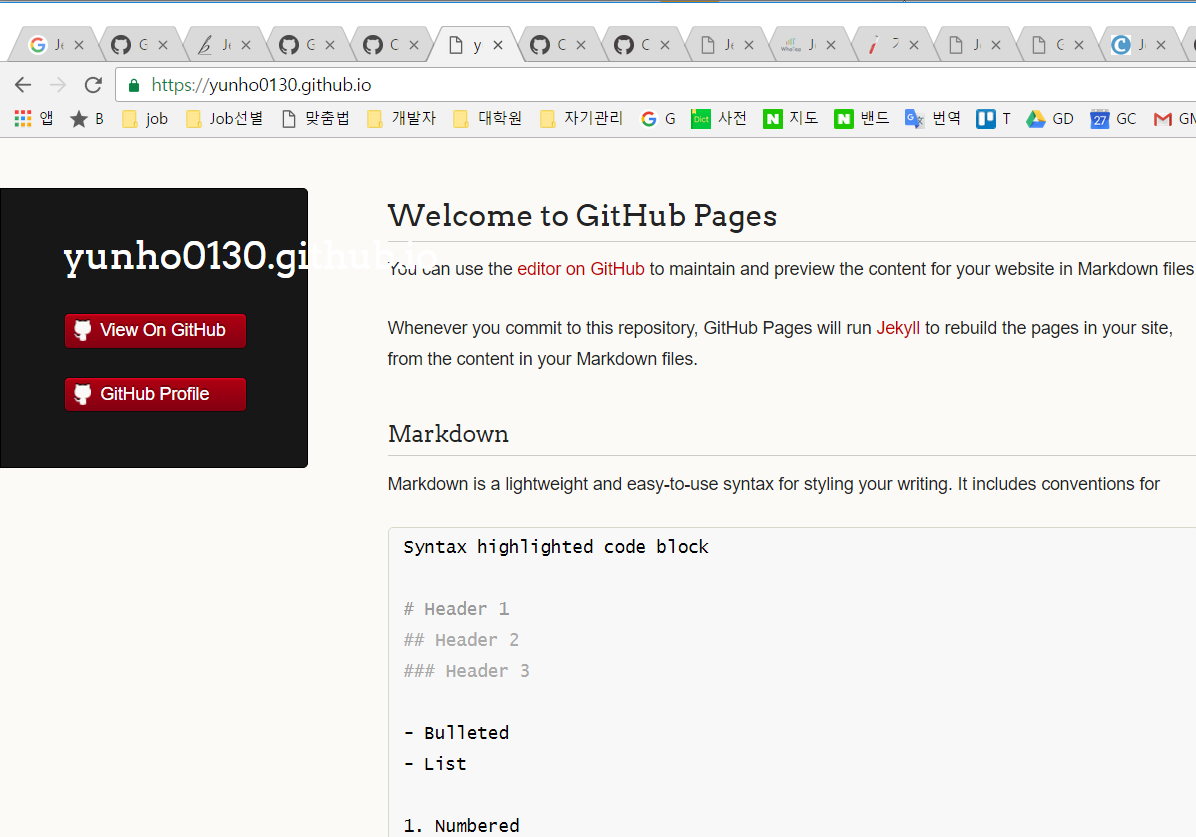 G
y
https://yunho0130.github.io
앱 B job Job선별 맞춤법 개발자 대학원 자기관리 G Dict 사전 N 지도 N 밴드 번역 T GD 27 GC GM
Welcome to GitHub Pages
yunho0130.github.io
You can use the editor on GitHub to maintain and preview the content for your website in Markdown files
View On GitHub
Whenever you commit to this repository, GitHub Pages will run Jekyll to rebuild the pages in your site,
from the content in your Markdown files.
GitHub Profile
Markdown
Markdown is a lightweight and easy-to-use syntax for styling your writing. It includes conventions for
Syntax highlighted code block
# Header 1
## Header 2
### Header 3
- Bulleted
- List
1. Numbered